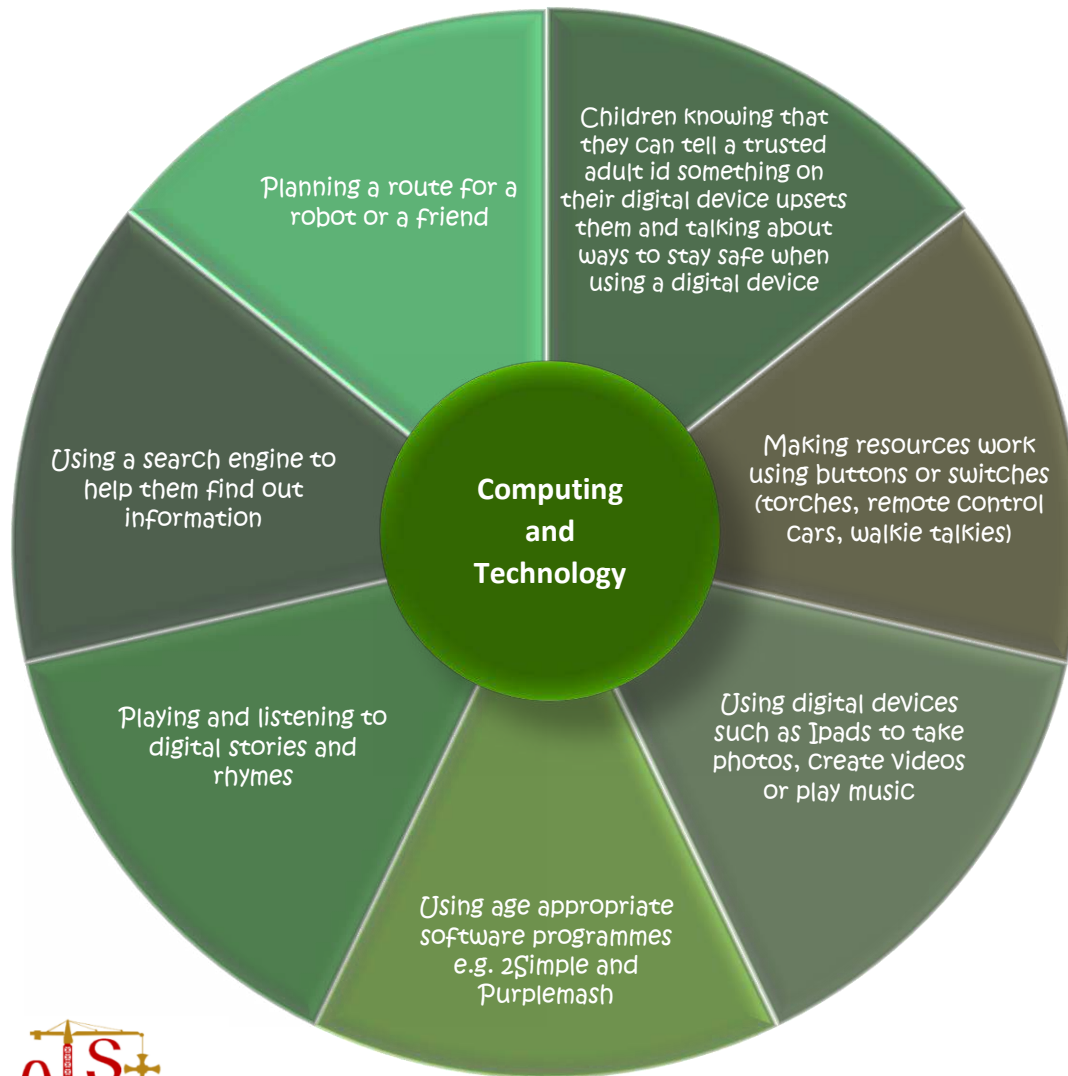 Children knowing that
they can tell a trusted
adult id something on
their digital device upsets
them and talking about
ways to stay safe when
using a digital device
Making resources work
using buttons or switches
(torches, remote control
cars, walkie talkies)
Using digital devices
such as Ipads to take
photos, create videos
or play music
Using age appropriate
software programmes
e.g. 2Simple and
Purplemash
Playing and listening to
digital stories and
rhymes
Using a search engine to
help them find out
information
Planning a route for a
robot or a friend
Computing
and
Technology